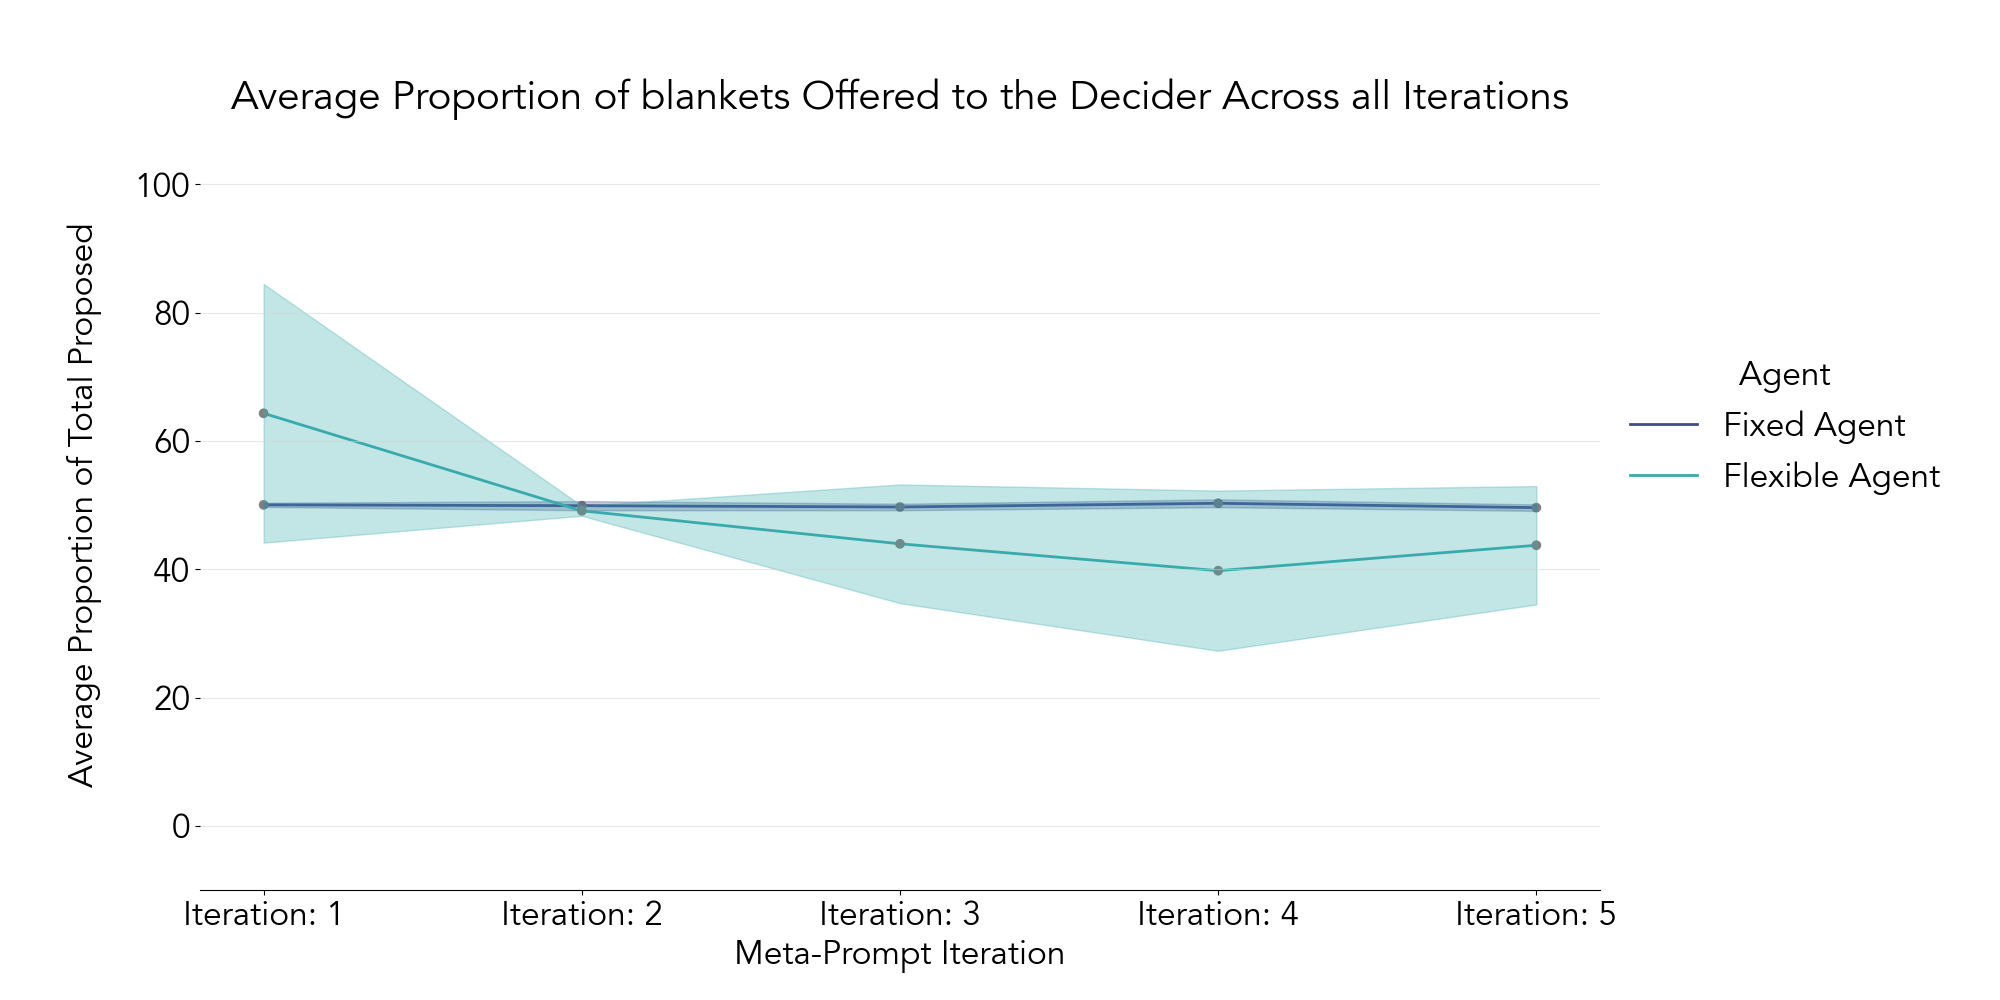 Average Proportion of blankets Offered to the Decider Across all Iterations
Average Proportion of Total Proposed
100
80
60
40
20
0
Iteration: 1
Iteration: 2
Iteration: 3
Iteration: 4
Iteration: 5
Meta-Prompt Iteration
Agent
Fixed Agent
Flexible Agent